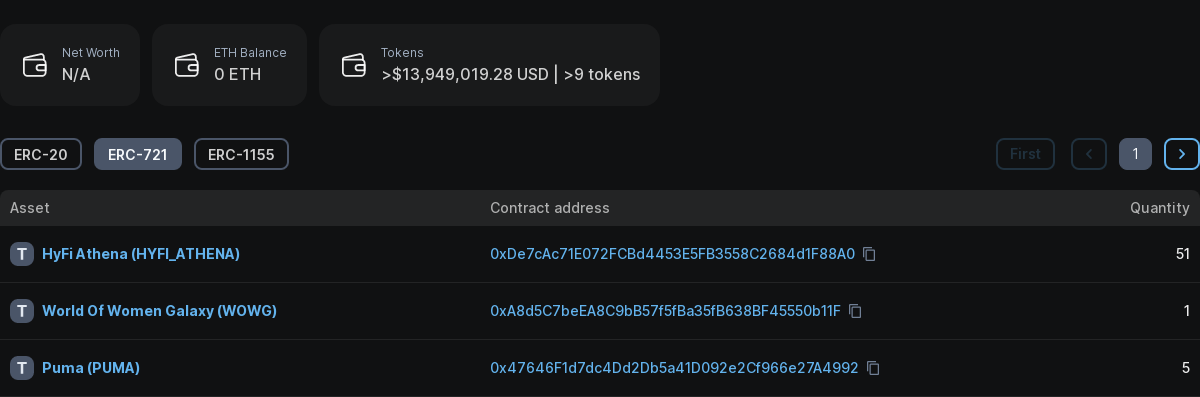 Net Worth
N/A
ETH Balance
0 ETH
Tokens
>$13,949,019.28 USD | >9 tokens
ERC-20 ERC-721 ERC-1155 First 1
Asset Contract address Quantity
T HyFi Athena (HYFI_ATHENA) 0xDe7cAc71E072FCBd4453E5FB3558C2684d1F88A0 51
T World Of Women Galaxy (WOWG) 0xA8d5C7beEA8C9bB57f5fBa35fB638BF45550b11F 1
T Puma (PUMA) 0x47646F1d7dc4Dd2Db5a41D092e2Cf966e27A4992 5